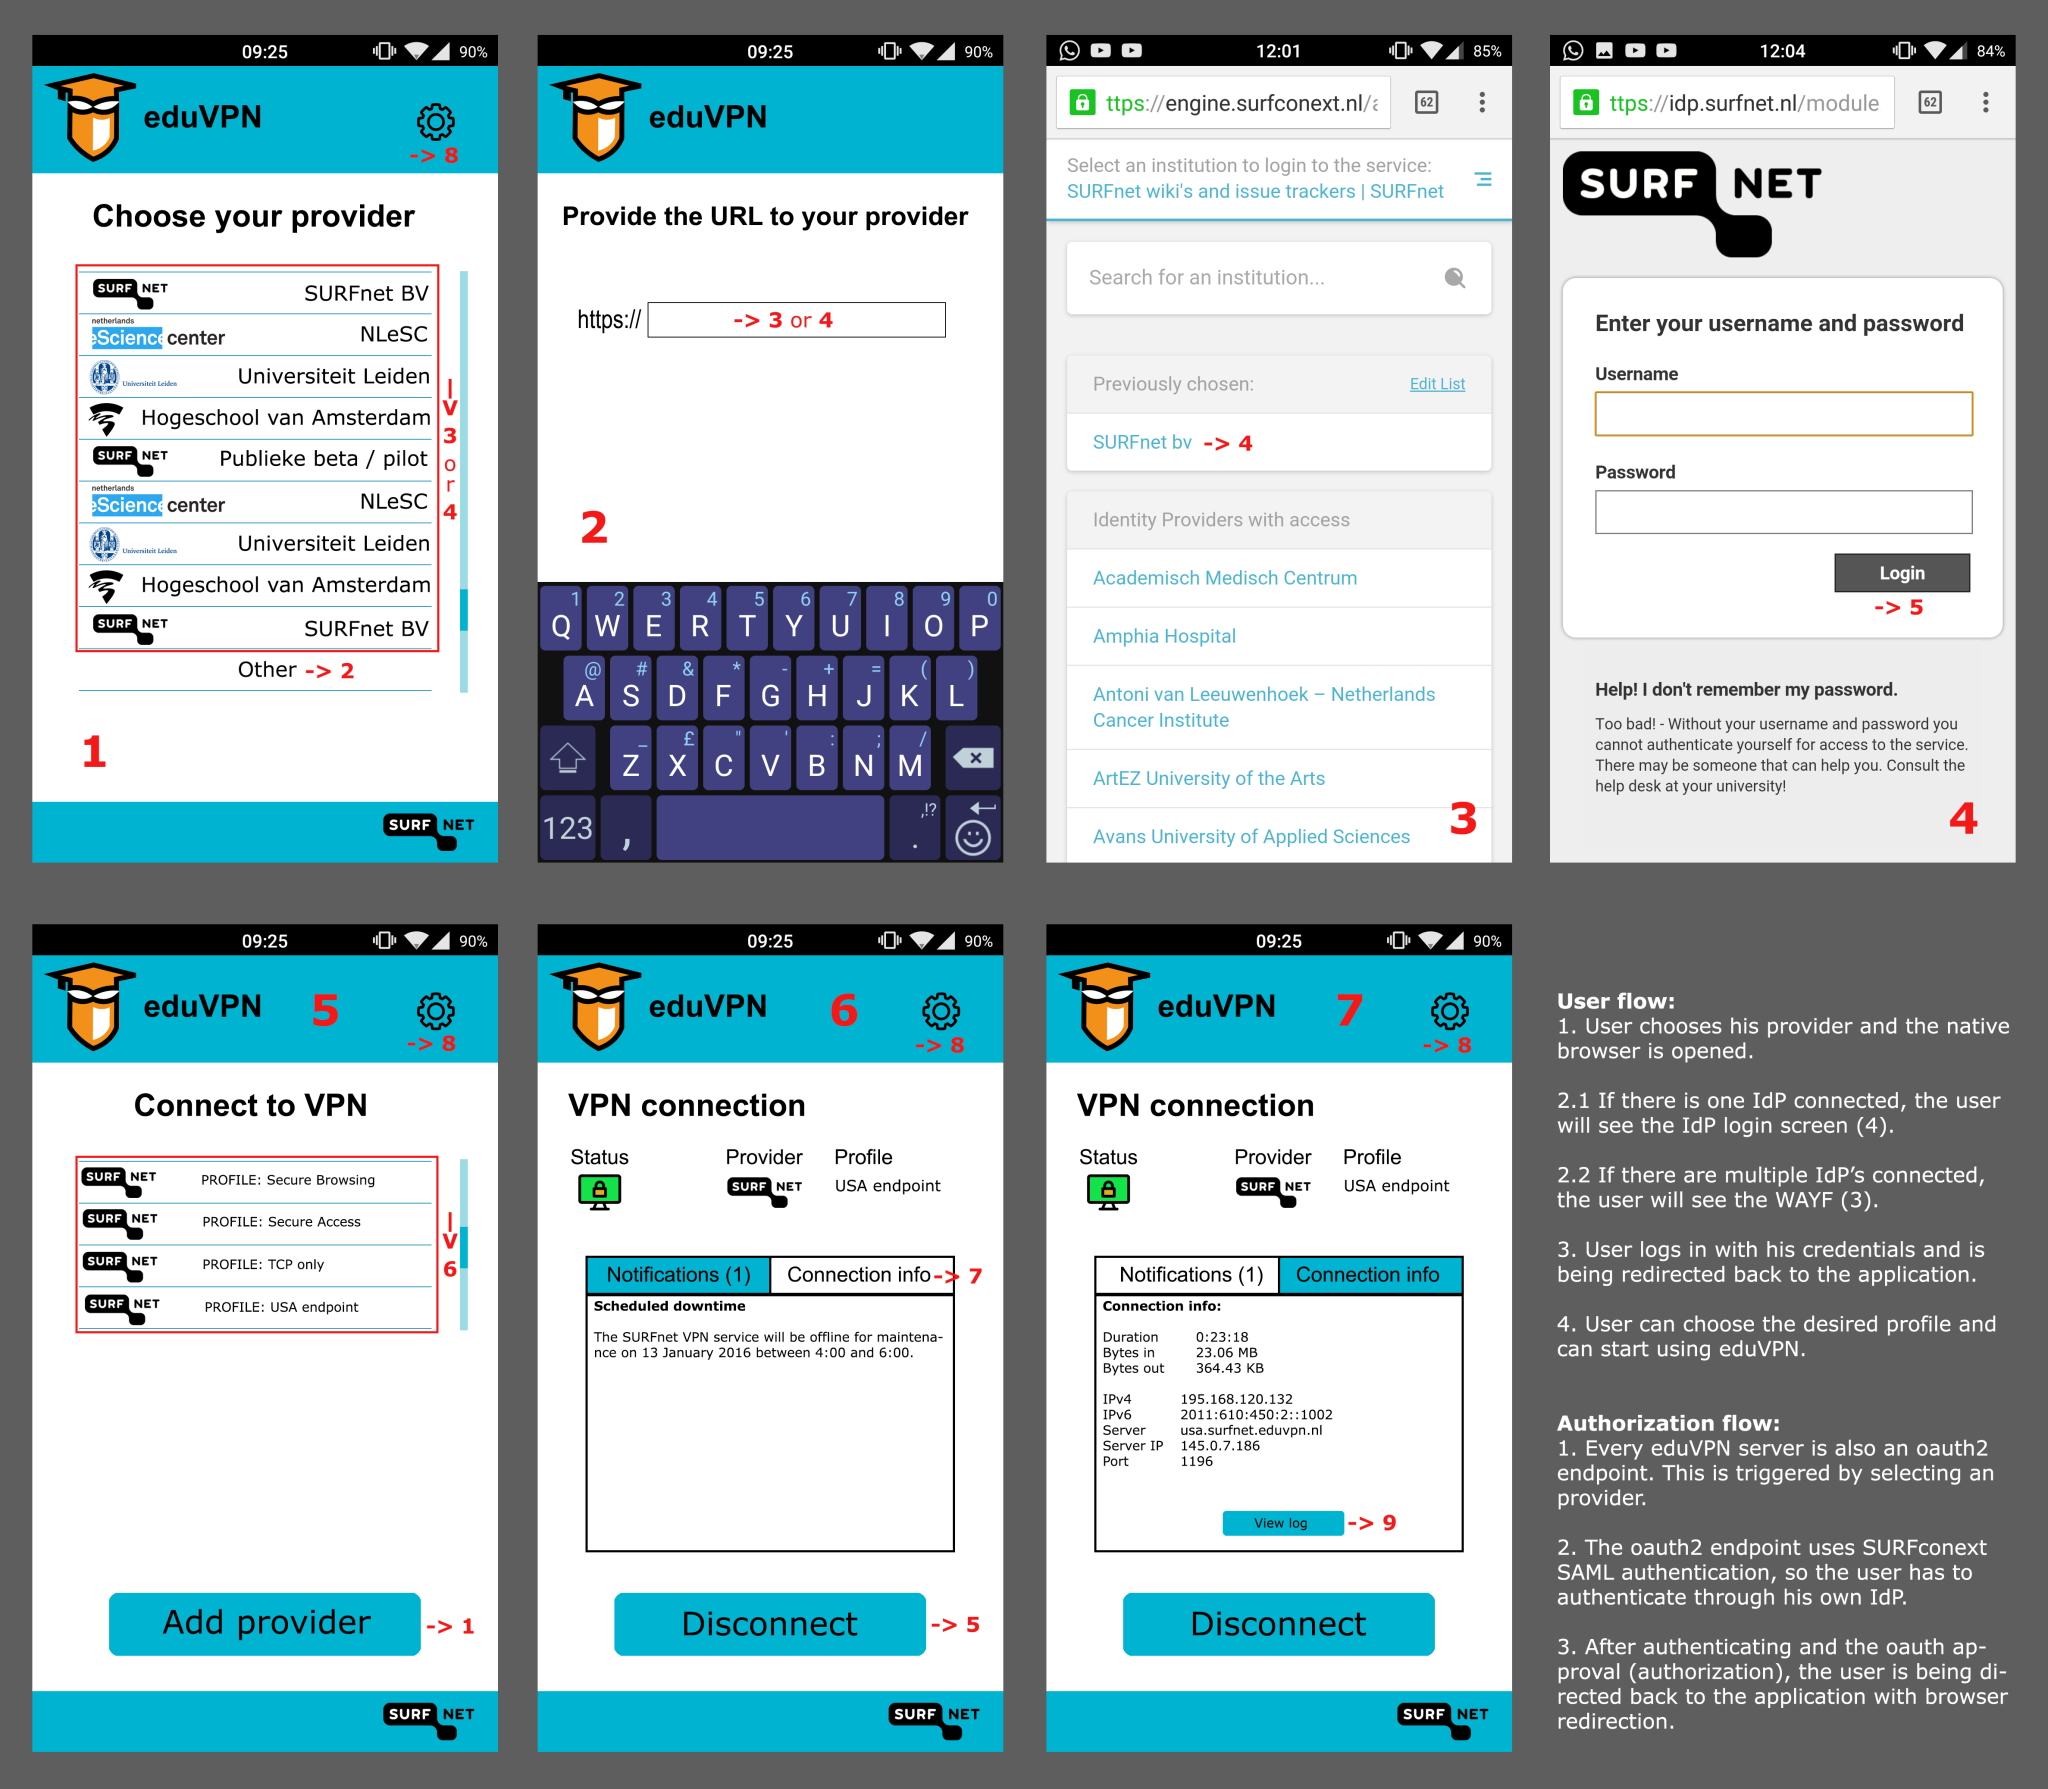 09:25
90%
eduVPN
-> 8
Choose your provider
SURF NET
SURFnet BV
netherlands
eScience center
NLeSC
Universiteit Leiden
Universiteit Leiden
Hogeschool van Amsterdam
SURF NET
Publieke beta / pilot
netherlands
eScience center
NLeSC
Universiteit Leiden
Universiteit Leiden
Hogeschool van Amsterdam
SURF NET
SURFnet BV
Other -> 2
|
V
3
o
r
4
1
SURF NET
09:25
90%
eduVPN
Provide the URL to your provider
https://
-> 3 or 4
2
1 2 3 4 5 6 7 8 9 0
Q W E R T Y U I O P
@ # & * - + = ( )
A S D F G H J K L
_ £ " ' : ; /
Z X C V B N M
,!?
123 , .
12:01
85%
ttps://engine.surfconext.nl/a
62
Select an institution to login to the service:
SURFnet wiki's and issue trackers | SURFnet
Search for an institution...
Previously chosen:
Edit List
SURFnet bv -> 4
Identity Providers with access
Academisch Medisch Centrum
Amphia Hospital
Antoni van Leeuwenhoek – Netherlands
Cancer Institute
ArtEZ University of the Arts
Avans University of Applied Sciences
3
12:04
84%
ttps://idp.surfnet.nl/module
62
SURF NET
Enter your username and password
Username
Password
Login
-> 5
Help! I don't remember my password.
Too bad! - Without your username and password you
cannot authenticate yourself for access to the service.
There may be someone that can help you. Consult the
help desk at your university!
4
09:25
90%
eduVPN
5
-> 8
Connect to VPN
SURF NET
PROFILE: Secure Browsing
SURF NET
PROFILE: Secure Access
SURF NET
PROFILE: TCP only
SURF NET
PROFILE: USA endpoint
|
V
6
Add provider
-> 1
SURF NET
09:25
90%
eduVPN
6
-> 8
VPN connection
Status Provider Profile
SURF NET
USA endpoint
Notifications (1) Connection info -> 7
Scheduled downtime
The SURFnet VPN service will be offline for maintena-
nce on 13 January 2016 between 4:00 and 6:00.
Disconnect
-> 5
SURF NET
09:25
90%
eduVPN
7
-> 8
VPN connection
Status Provider Profile
SURF NET
USA endpoint
Notifications (1) Connection info
Connection info:
Duration 0:23:18
Bytes in 23.06 MB
Bytes out 364.43 KB
IPv4 195.168.120.132
IPv6 2011:610:450:2::1002
Server usa.surfnet.eduvpn.nl
Server IP 145.0.7.186
Port 1196
View log -> 9
Disconnect
SURF NET
User flow:
1. User chooses his provider and the native
browser is opened.
2.1 If there is one IdP connected, the user
will see the IdP login screen (4).
2.2 If there are multiple IdP’s connected,
the user will see the WAYF (3).
3. User logs in with his credentials and is
being redirected back to the application.
4. User can choose the desired profile and
can start using eduVPN.
Authorization flow:
1. Every eduVPN server is also an oauth2
endpoint. This is triggered by selecting an
provider.
2. The oauth2 endpoint uses SURFconext
SAML authentication, so the user has to
authenticate through his own IdP.
3. After authenticating and the oauth ap-
proval (authorization), the user is being di-
rected back to the application with browser
redirection.